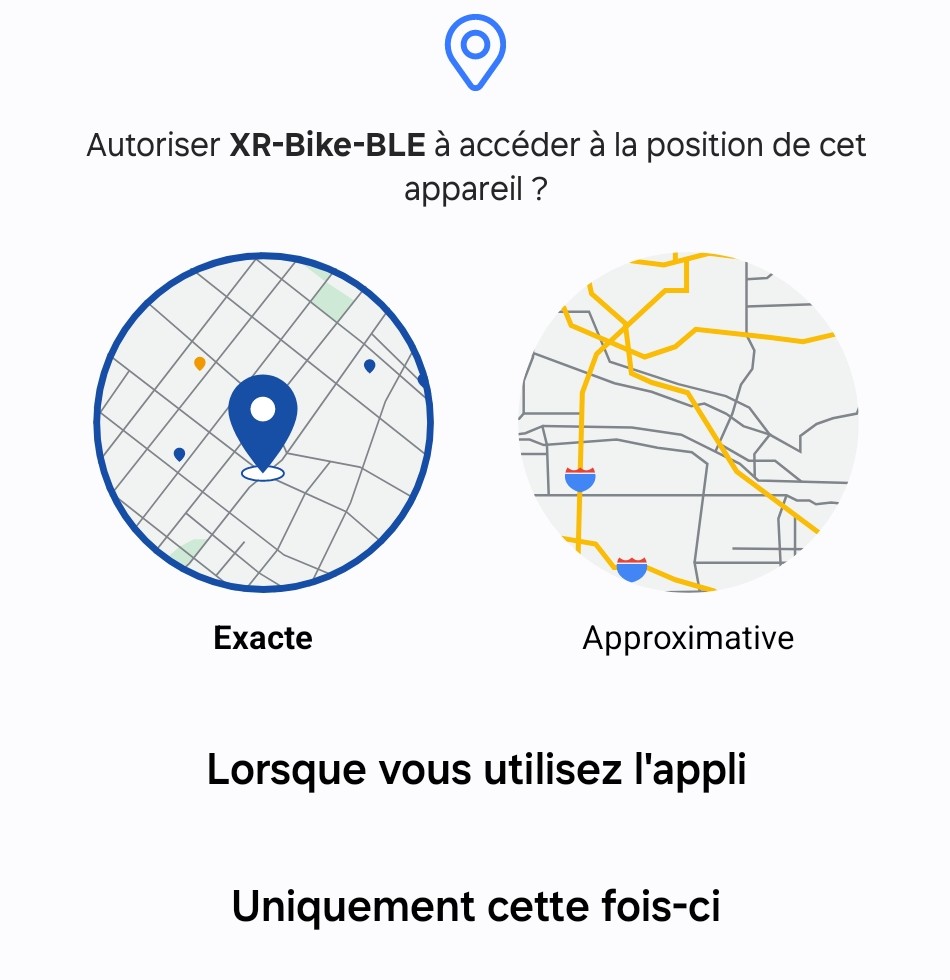 Autoriser XR-Bike-BLE à accéder à la position de cet
appareil ?
Exacte
Approximative
Lorsque vous utilisez l'appli
Uniquement cette fois-ci